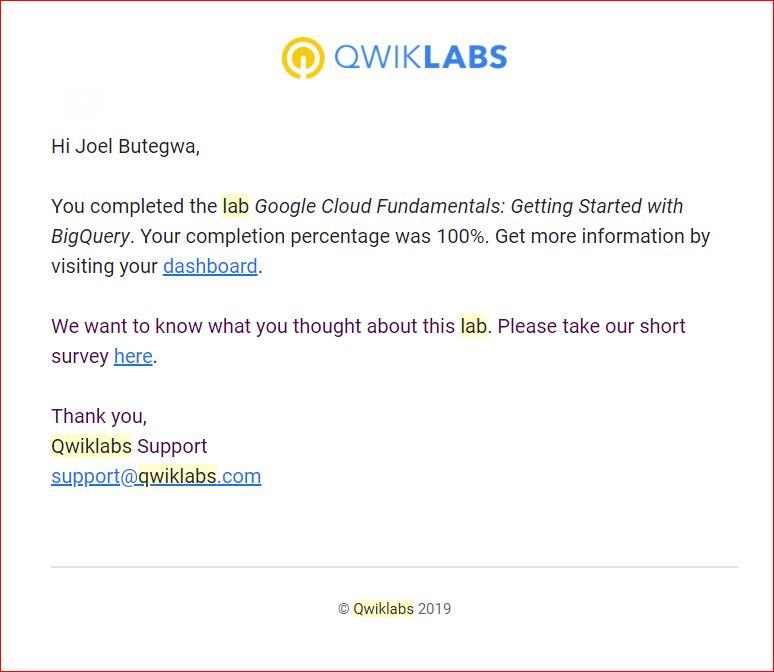 QWIKLABS
Hi Joel Butegwa,
You completed the lab Google Cloud Fundamentals: Getting Started with
BigQuery. Your completion percentage was 100%. Get more information by
visiting your dashboard.
We want to know what you thought about this lab. Please take our short
survey here.
Thank you,
Qwiklabs Support
support@qwiklabs.com
© Qwiklabs 2019